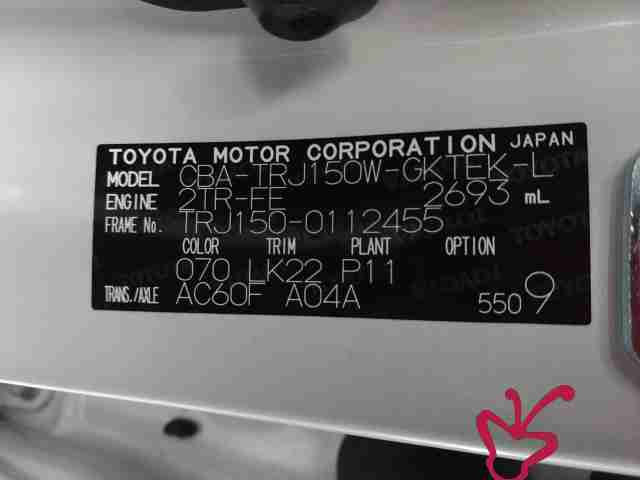 TOYOTA MOTOR CORPORATION JAPAN
MODEL CBA-TRJ150W-GKTEK-L
ENGINE 2TR-FE 2693 mL
FRAME No. TRJ150-0112455
COLOR TRIM PLANT OPTION
070 LK22 P11
TRANS./AXLE AC60F A04A
5509